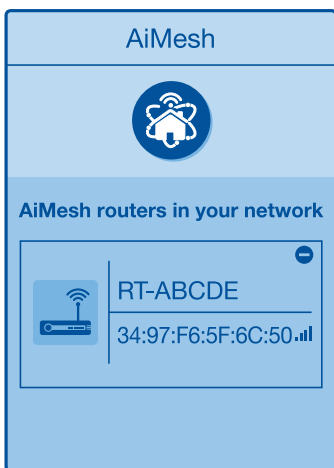 AiMesh
AiMesh routers in your network
RT-ABCDE
34:97:F6:5F:6C:50